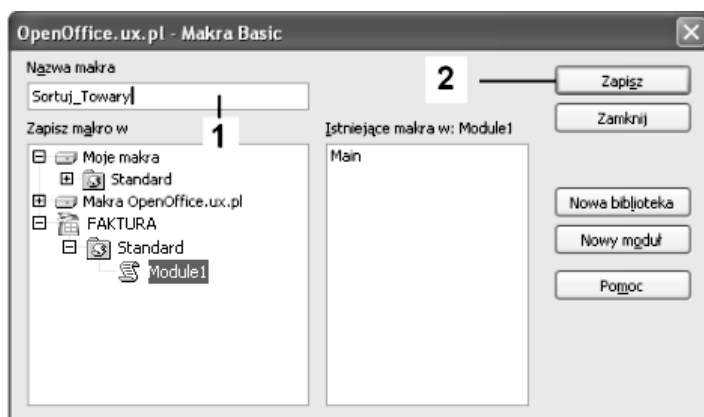 OpenOffice.ux.pl - Makra Basic
Nazwa makra
Sortuj_Towary
1
2
Zapisz
Zamknij
Zapisz makro w
Moje makra
Standard
Makra OpenOffice.ux.pl
FAKTURA
Standard
Module1
Istniejące makra w: Module1
Main
Nowa biblioteka
Nowy moduł
Pomoc